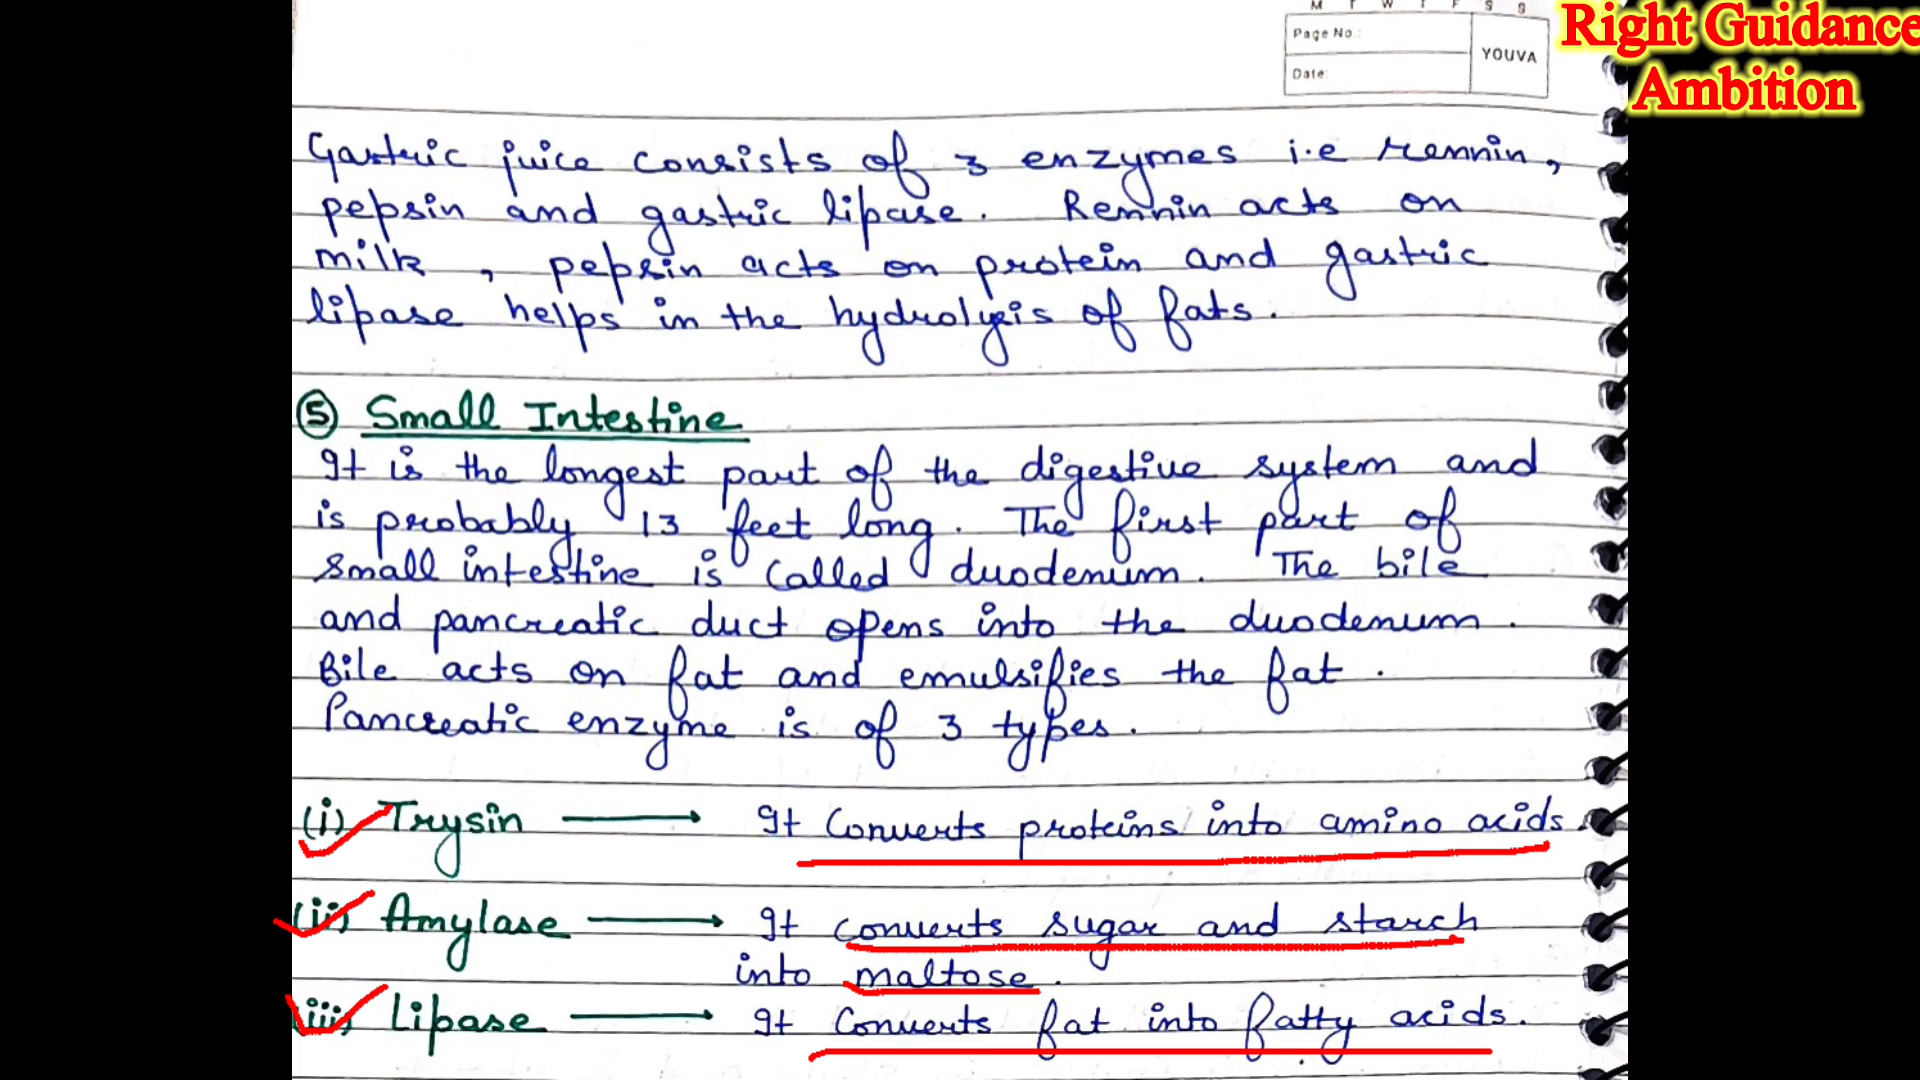 M T W T F S S
Page No.:
YOUVA
Date:
Right Guidance
Ambition
Gastric juice consists of 3 enzymes i.e rennin,
pepsin and gastric lipase. Rennin acts on
milk, pepsin acts on protein and gastric
lipase helps in the hydrolysis of fats.
⑤ Small Intestine
It is the longest part of the digestive system and
is probably 13 feet long. The first part of
small intestine is called duodenum. The bile
and pancreatic duct opens into the duodenum.
Bile acts on fat and emulsifies the fat.
Pancreatic enzyme is of 3 types.
(i) Trysin → It converts proteins into amino acids.
(ii) Amylase → It converts sugar and starch
into maltose.
(iii) Lipase → It converts fat into fatty acids.